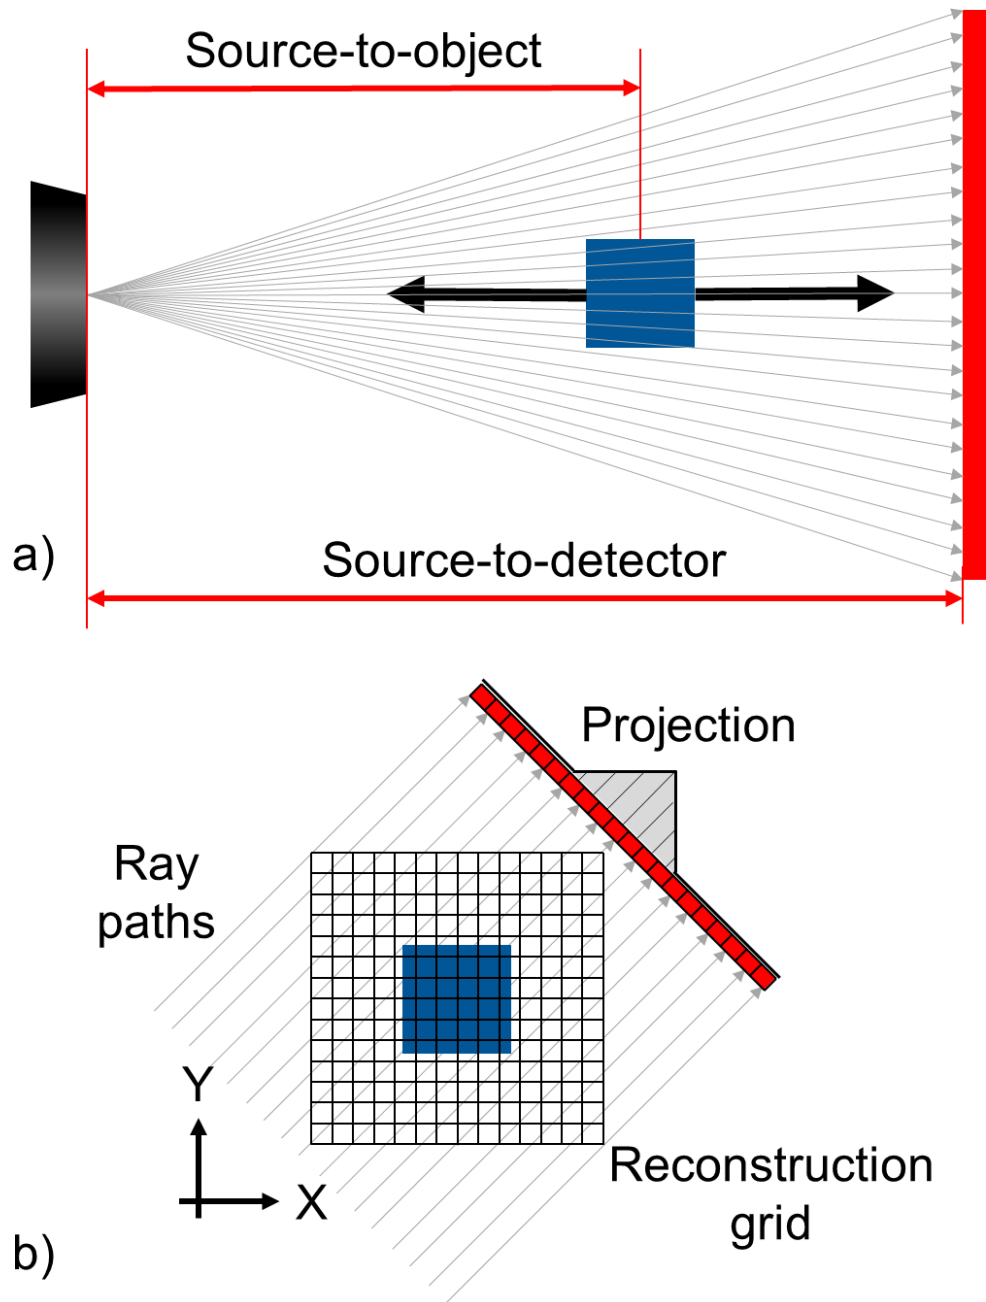 Source-to-object
a)
Source-to-detector
Projection
Ray
paths
Y
X
Reconstruction
grid
b)